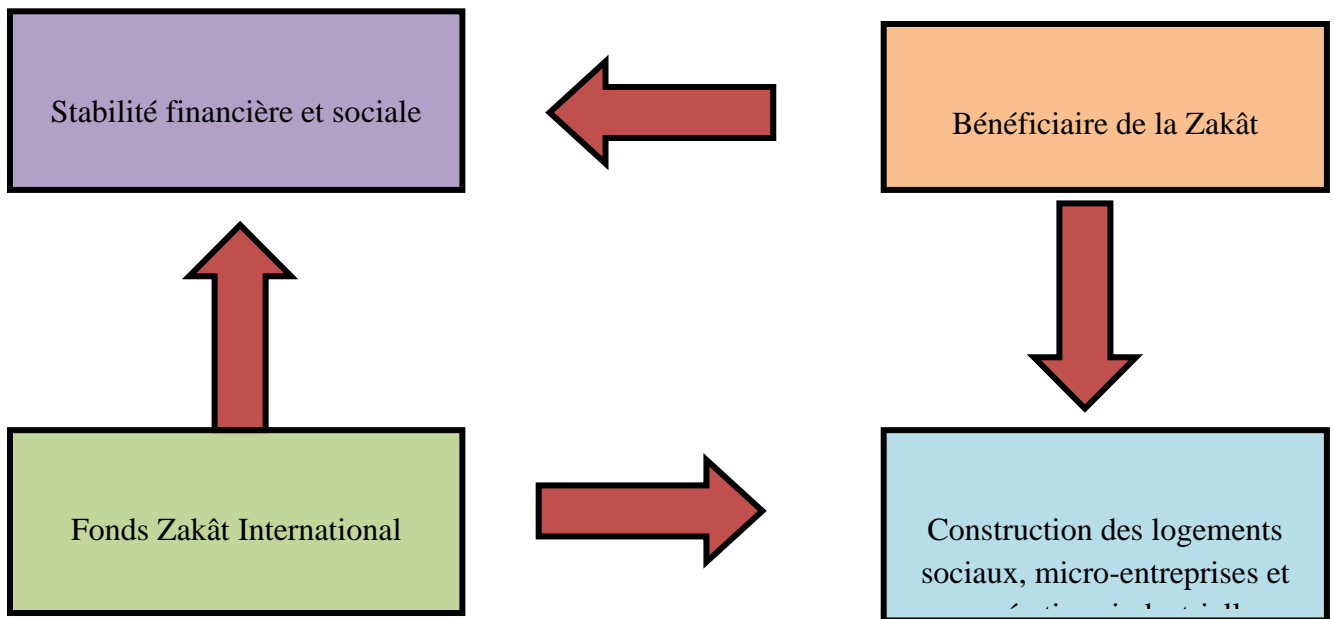 Stabilité financière et sociale
Bénéficiaire de la Zakât
Fonds Zakât International
Construction des logements
sociaux, micro-entreprises et